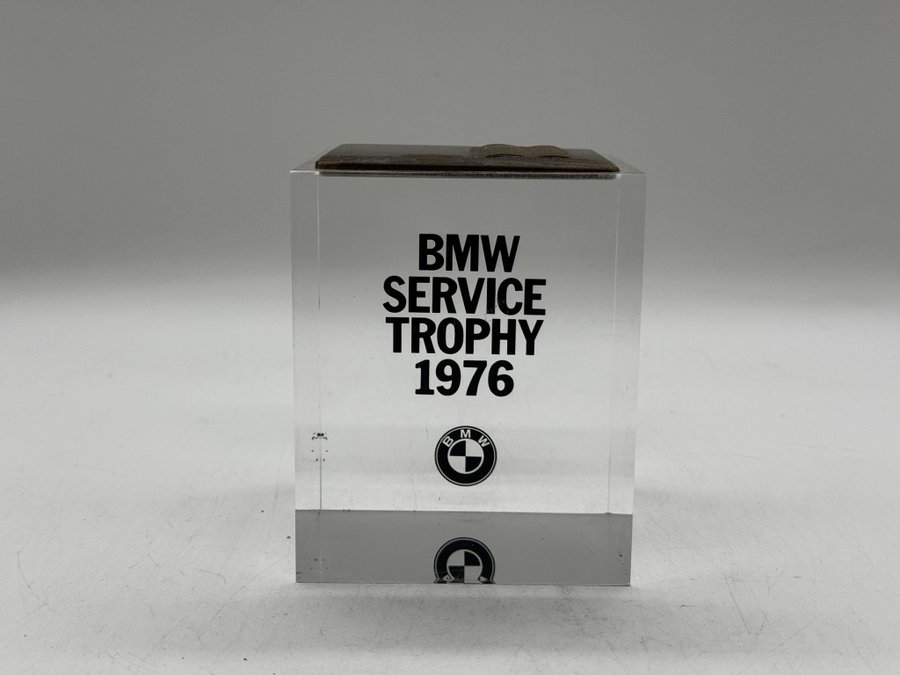 BMW
SERVICE
TROPHY
1976
BMW